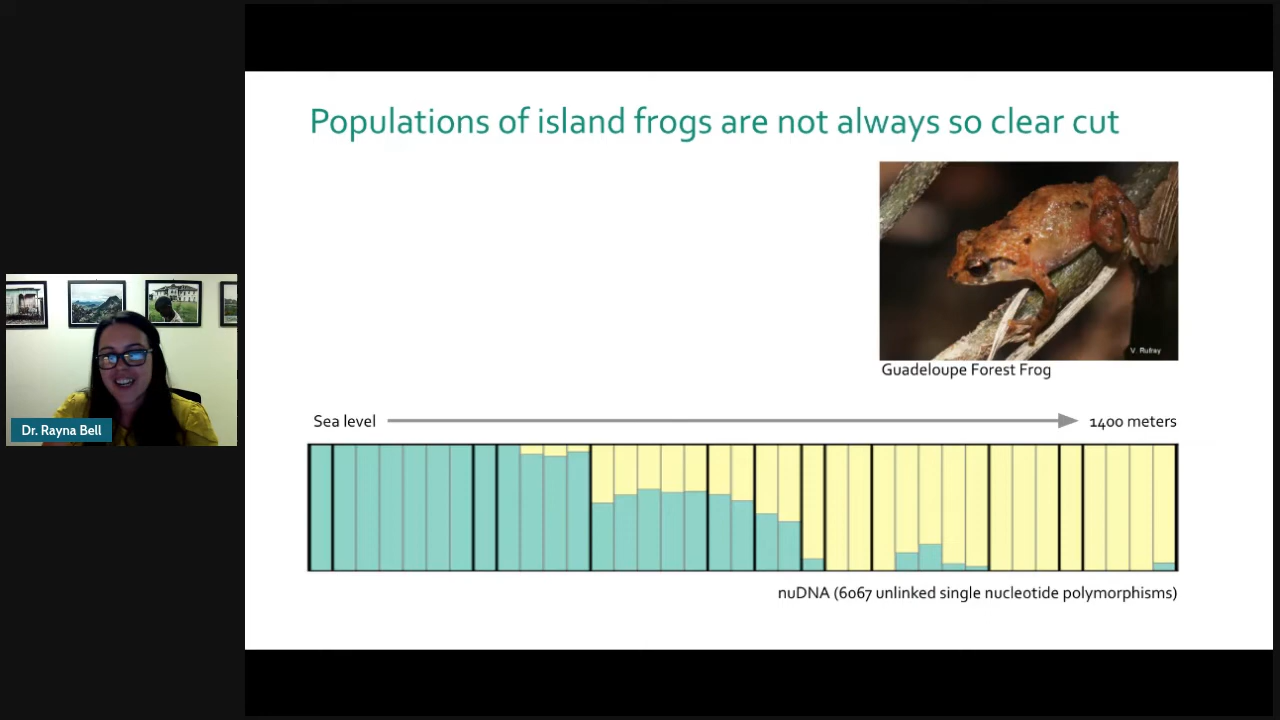 Populations of island frogs are not always so clear cut
V. Rufray
Guadeloupe Forest Frog
Sea level
1400 meters
Dr. Rayna Bell
nuDNA (6067 unlinked single nucleotide polymorphisms)